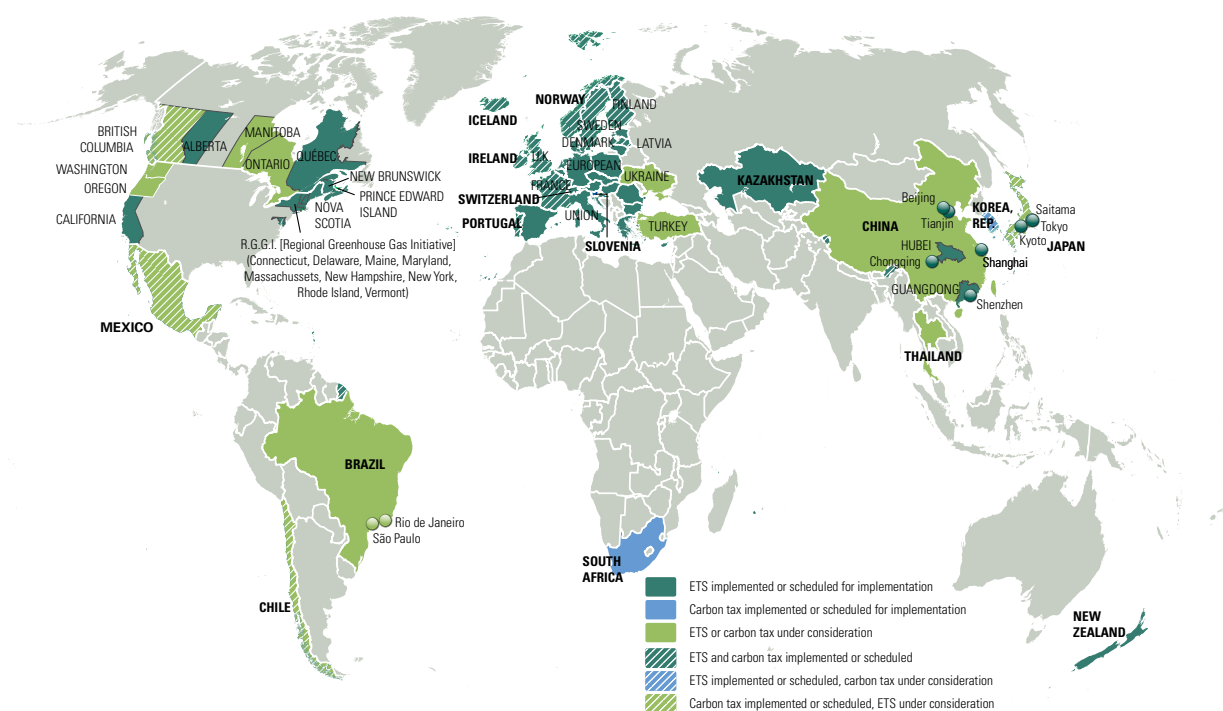 NORWAY
FINLAND
ICELAND
SWEDEN
DENMARK
LATVIA
BRITISH
COLUMBIA
ALBERTA
MANITOBA
ONTARIO
QUÉBEC
IRELAND
U.K.
EUROPEAN
UNION
WASHINGTON
OREGON
NEW BRUNSWICK
PRINCE EDWARD
ISLAND
NOVA
SCOTIA
FRANCE
UKRAINE
KAZAKHSTAN
SWITZERLAND
PORTUGAL
CALIFORNIA
SLOVENIA
TURKEY
CHINA
Beijing
Tianjin
KOREA,
REP.
Saitama
Tokyo
Kyoto
JAPAN
HUBEI
Chongqing
Shanghai
GUANGDONG
Shenzhen
R.G.G.I. [Regional Greenhouse Gas Initiative]
(Connecticut, Delaware, Maine, Maryland,
Massachussets, New Hampshire, New York,
Rhode Island, Vermont)
MEXICO
THAILAND
BRAZIL
Rio de Janeiro
São Paulo
CHILE
SOUTH
AFRICA
NEW
ZEALAND
ETS implemented or scheduled for implementation
Carbon tax implemented or scheduled for implementation
ETS or carbon tax under consideration
ETS and carbon tax implemented or scheduled
ETS implemented or scheduled, carbon tax under consideration
Carbon tax implemented or scheduled, ETS under consideration